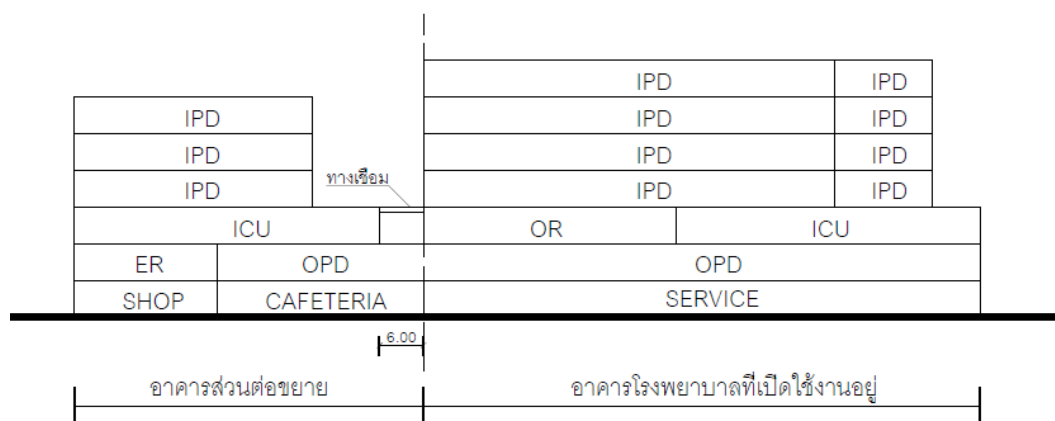 IPD IPD
IPD IPD IPD
IPD IPD IPD
IPD ทางเชื่อม IPD IPD
ICU OR ICU
ER OPD OPD
SHOP CAFETERIA SERVICE
6.00
อาคารส่วนต่อขยาย อาคารโรงพยาบาลที่เปิดใช้งานอยู่